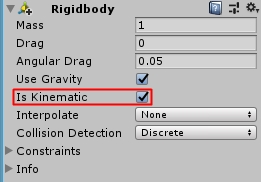 Rigidbody
Mass 1
Drag 0
Angular Drag 0.05
Use Gravity
Is Kinematic
Interpolate None
Collision Detection Discrete
Constraints
Info